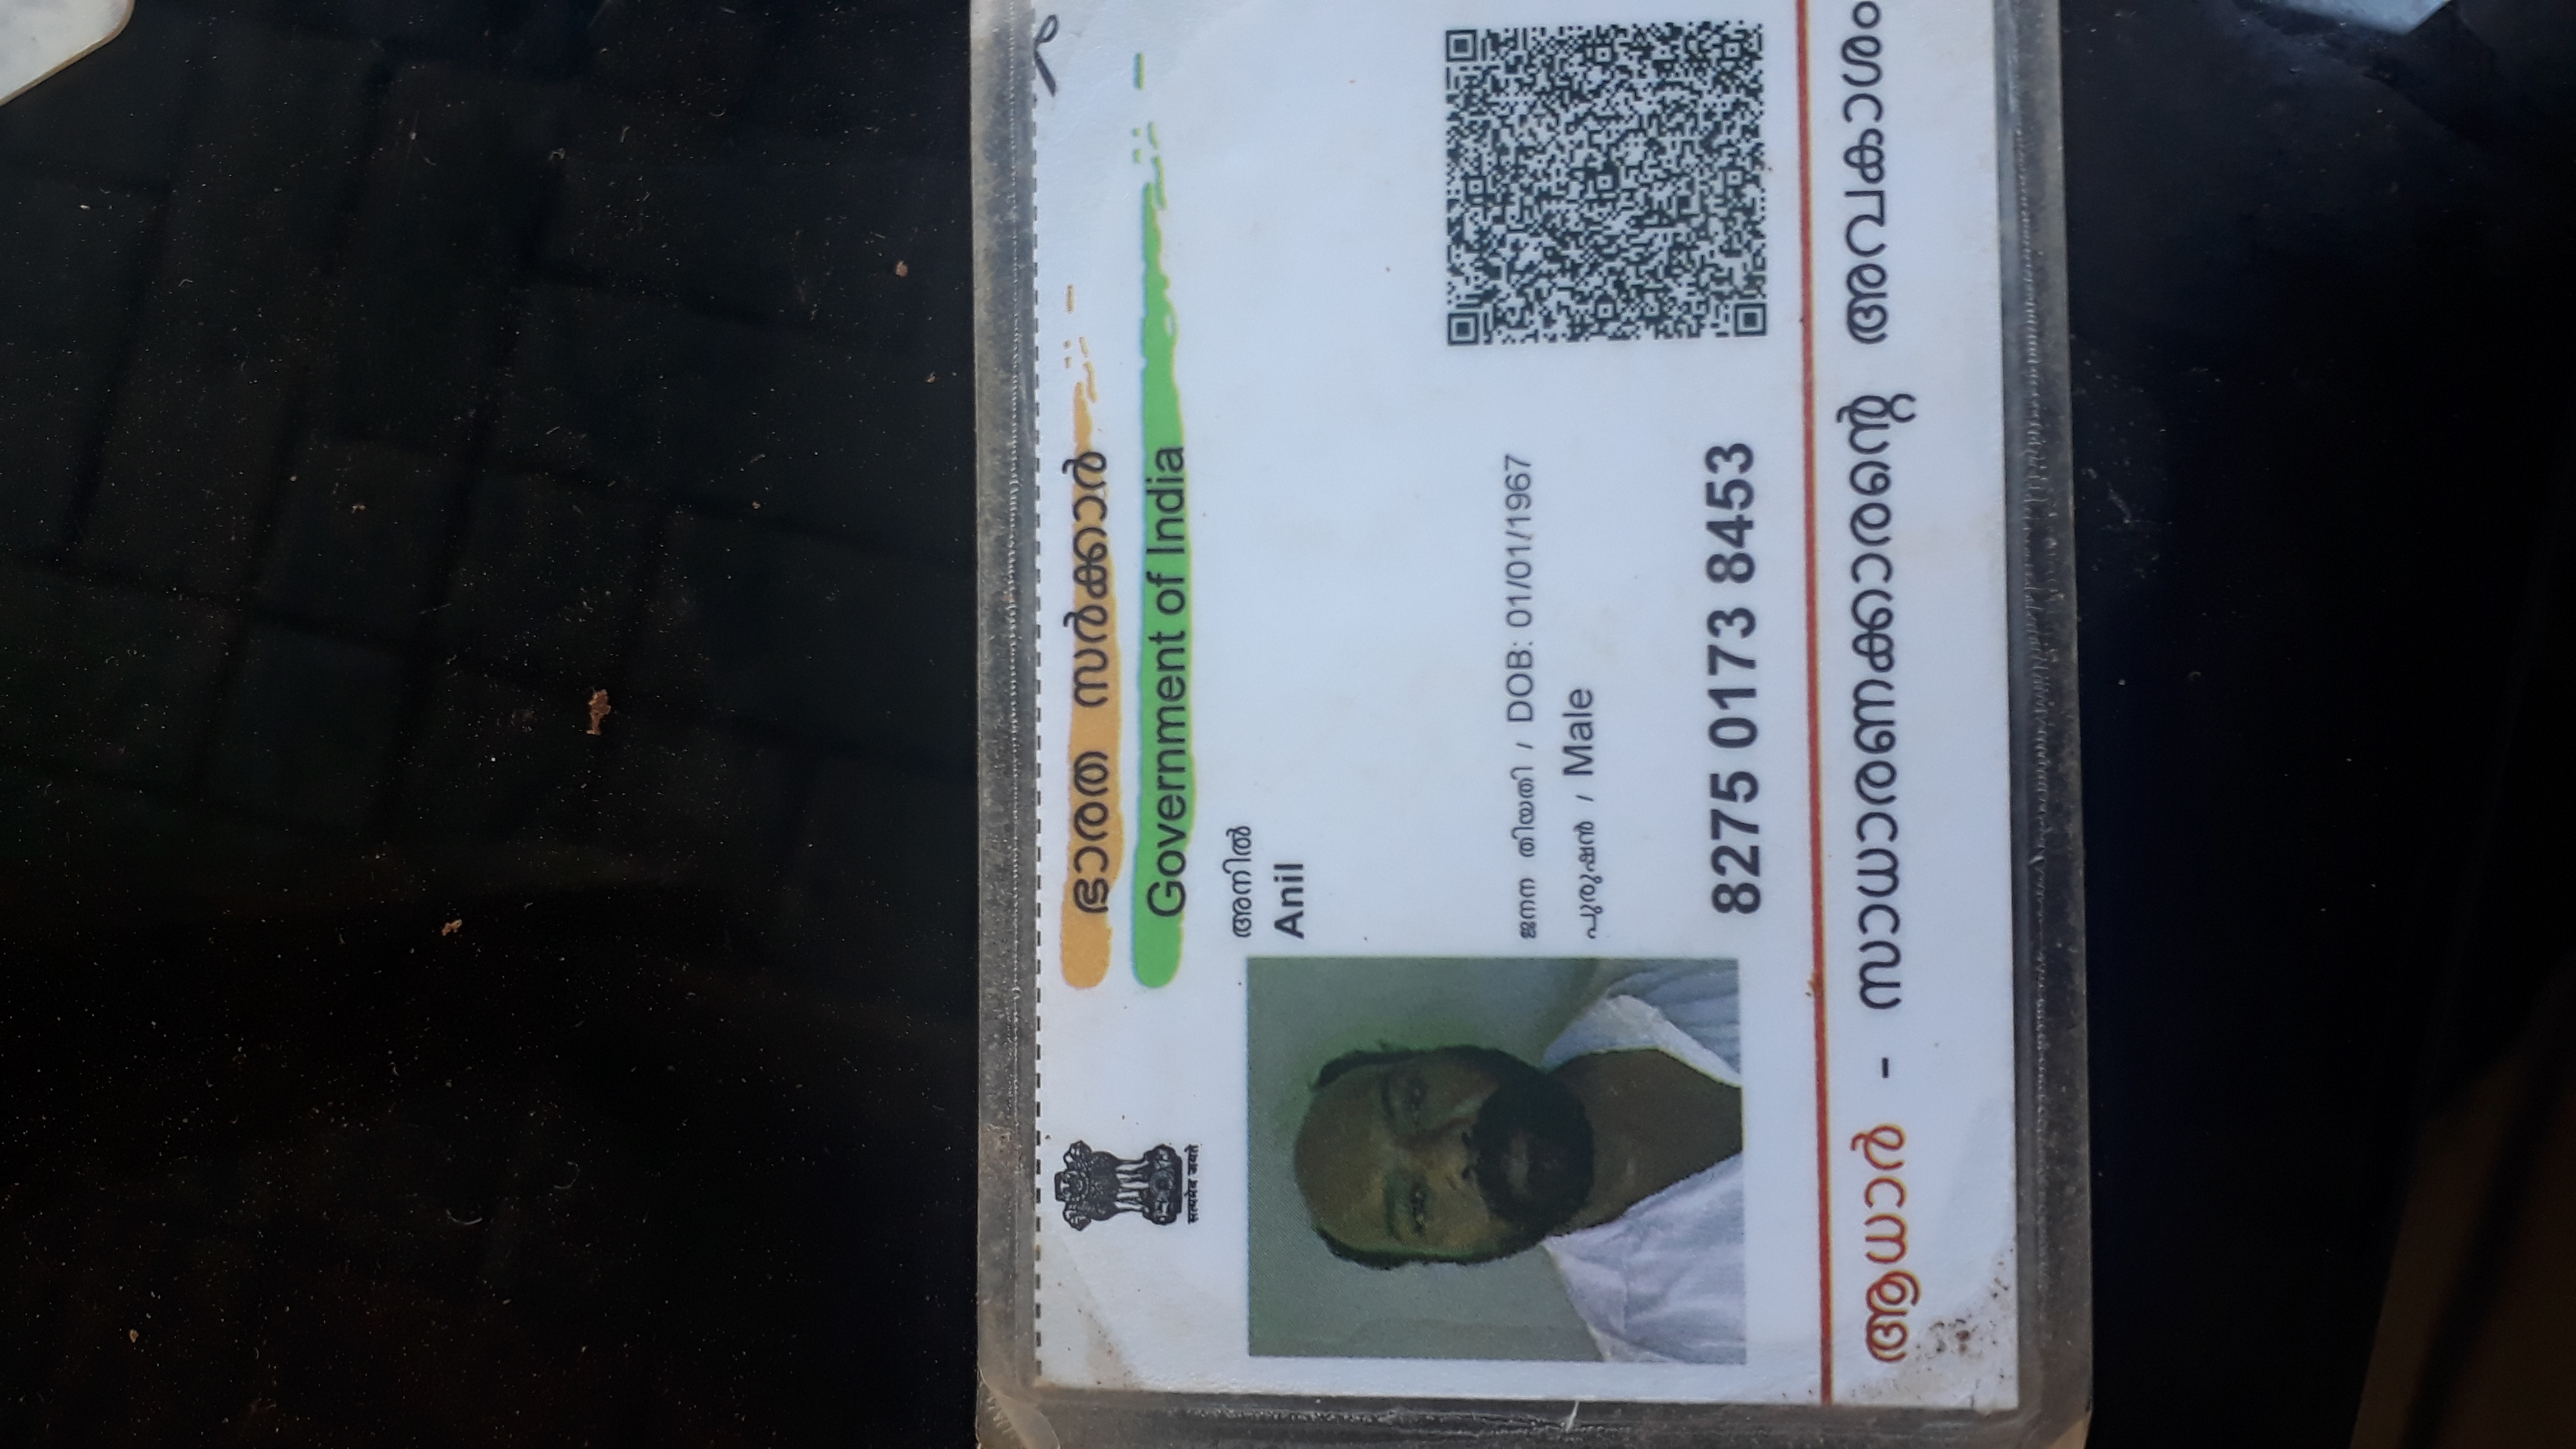 ഭാരത സർക്കാർ
Government of India
सत्यमेव जयते
അനിൽ
Anil
ജനന തിയതി / DOB: 01/01/1967
പുരുഷൻ / Male
8275 0173 8453
ആധാർ - സാധാരണക്കാരന്റെ അവകാശം